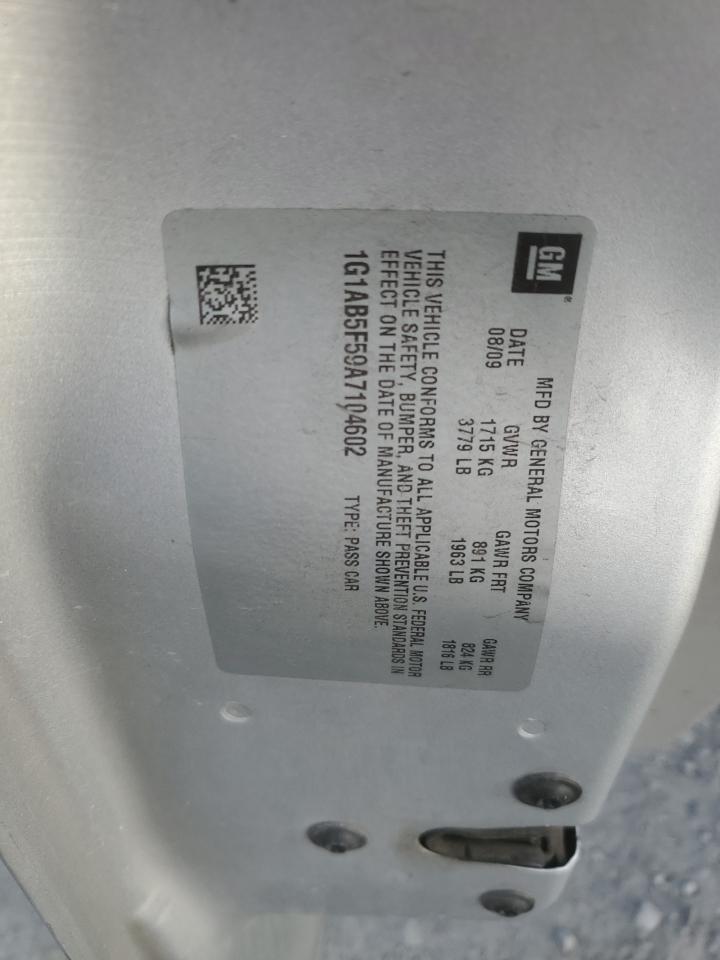 GM®
MFD BY GENERAL MOTORS COMPANY
DATE GVWR GAWR FRT GAWR RR
08/09 1715 KG 891 KG 824 KG
3779 LB 1963 LB 1816 LB
THIS VEHICLE CONFORMS TO ALL APPLICABLE U.S. FEDERAL MOTOR
VEHICLE SAFETY, BUMPER, AND THEFT PREVENTION STANDARDS IN
EFFECT ON THE DATE OF MANUFACTURE SHOWN ABOVE.
1G1AB5F59A7104602 TYPE: PASS CAR